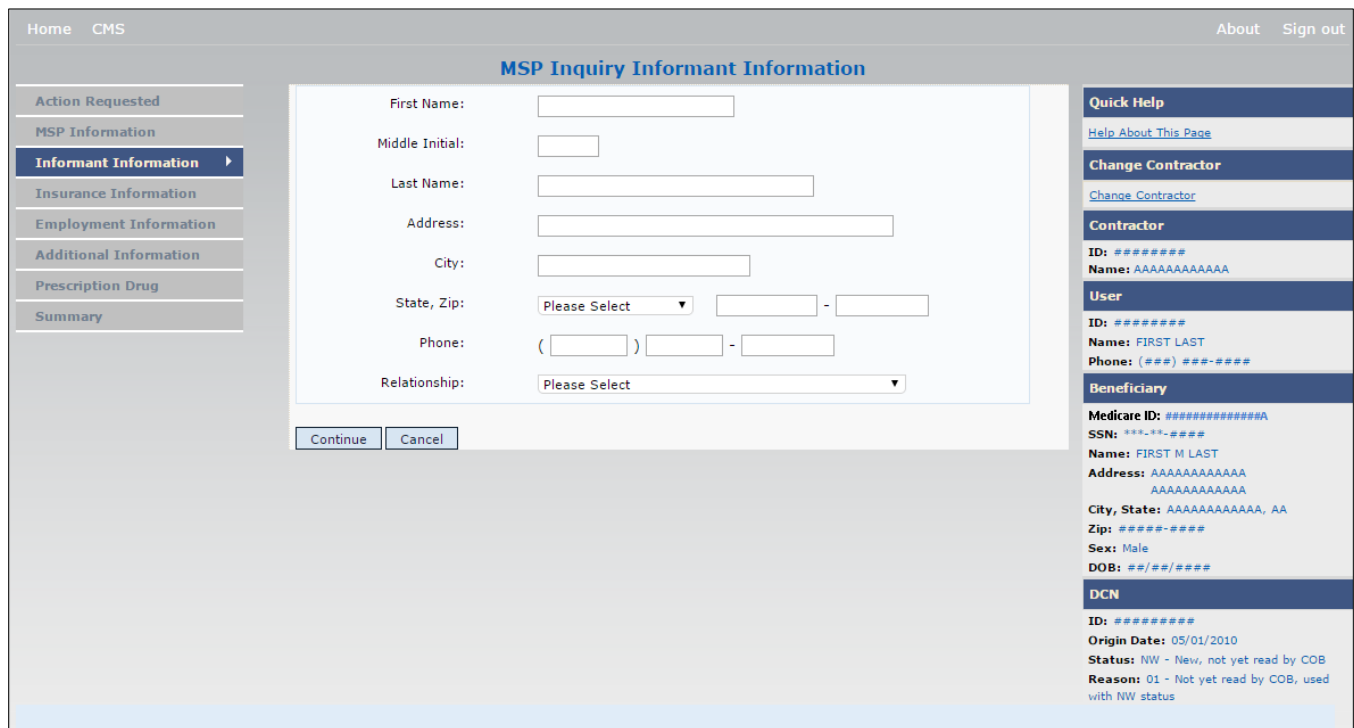 Home CMS About Sign out
MSP Inquiry Informant Information
Action Requested
MSP Information
Informant Information
Insurance Information
Employment Information
Additional Information
Prescription Drug
Summary
First Name:
Middle Initial:
Last Name:
Address:
City:
State, Zip: Please Select -
Phone: ( ) -
Relationship: Please Select
Continue Cancel
Quick Help
Help About This Page
Change Contractor
Change Contractor
Contractor
ID: ########
Name: AAAAAAAAAAAA
User
ID: ########
Name: FIRST LAST
Phone: (###) ###-####
Beneficiary
Medicare ID: ##############A
SSN: ***-**-####
Name: FIRST M LAST
Address: AAAAAAAAAAAA
AAAAAAAAAAAA
City, State: AAAAAAAAAAAA, AA
Zip: #####-####
Sex: Male
DOB: ##/##/####
DCN
ID: #########
Origin Date: 05/01/2010
Status: NW - New, not yet read by COB
Reason: 01 - Not yet read by COB, used
with NW status